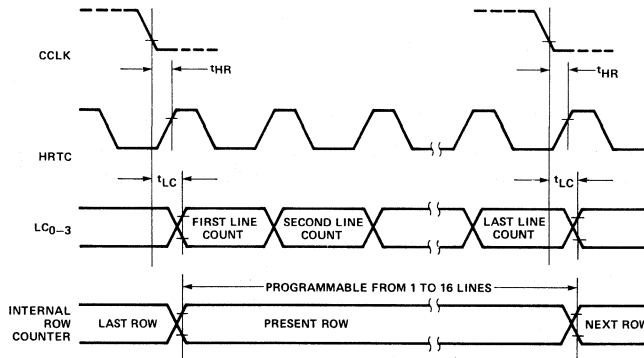 CCLK
tHR
tHR
HRTC
tLC
tLC
LC0–3
FIRST LINE
COUNT
SECOND LINE
COUNT
LAST LINE
COUNT
PROGRAMMABLE FROM 1 TO 16 LINES
INTERNAL
ROW
COUNTER
LAST ROW
PRESENT ROW
NEXT ROW